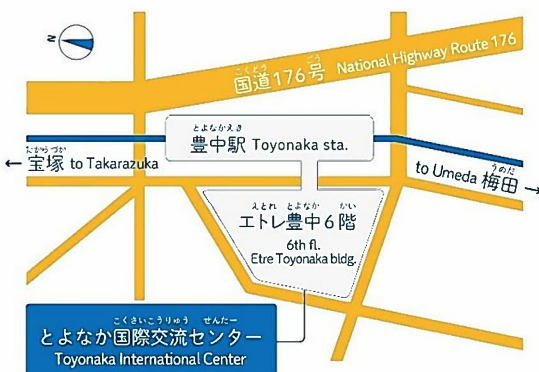 N
こくどう ごう
国道176号 National Highway Route 176
とよなかえき
豊中駅 Toyonaka sta.
たからづか
← 宝塚 to Takarazuka
うめだ
to Umeda 梅田 →
えとれ とよなか かい
エトレ豊中6階
6th fl.
Etre Toyonaka bldg.
こくさいこうりゅう せんたー
とよなか国際交流センター
Toyonaka International Center